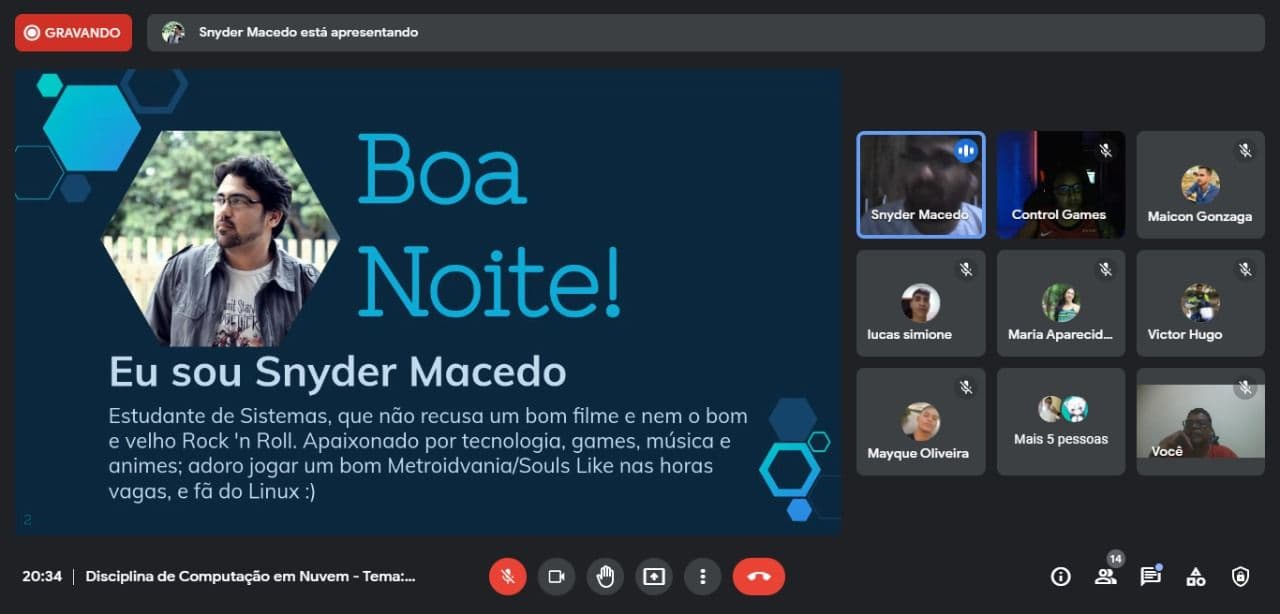 GRAVANDO
Snyder Macedo está apresentando
Boa
Noite!
Eu sou Snyder Macedo
Estudante de Sistemas, que não recusa um bom filme e nem o bom
e velho Rock 'n Roll. Apaixonado por tecnologia, games, música e
animes; adoro jogar um bom Metroidvania/Souls Like nas horas
vagas, e fã do Linux :)
2
Snyder Macedo
Control Games
Maicon Gonzaga
lucas simione
Maria Aparecid...
Victor Hugo
Mayque Oliveira
Mais 5 pessoas
Você
20:34 | Disciplina de Computação em Nuvem - Tema:...
14